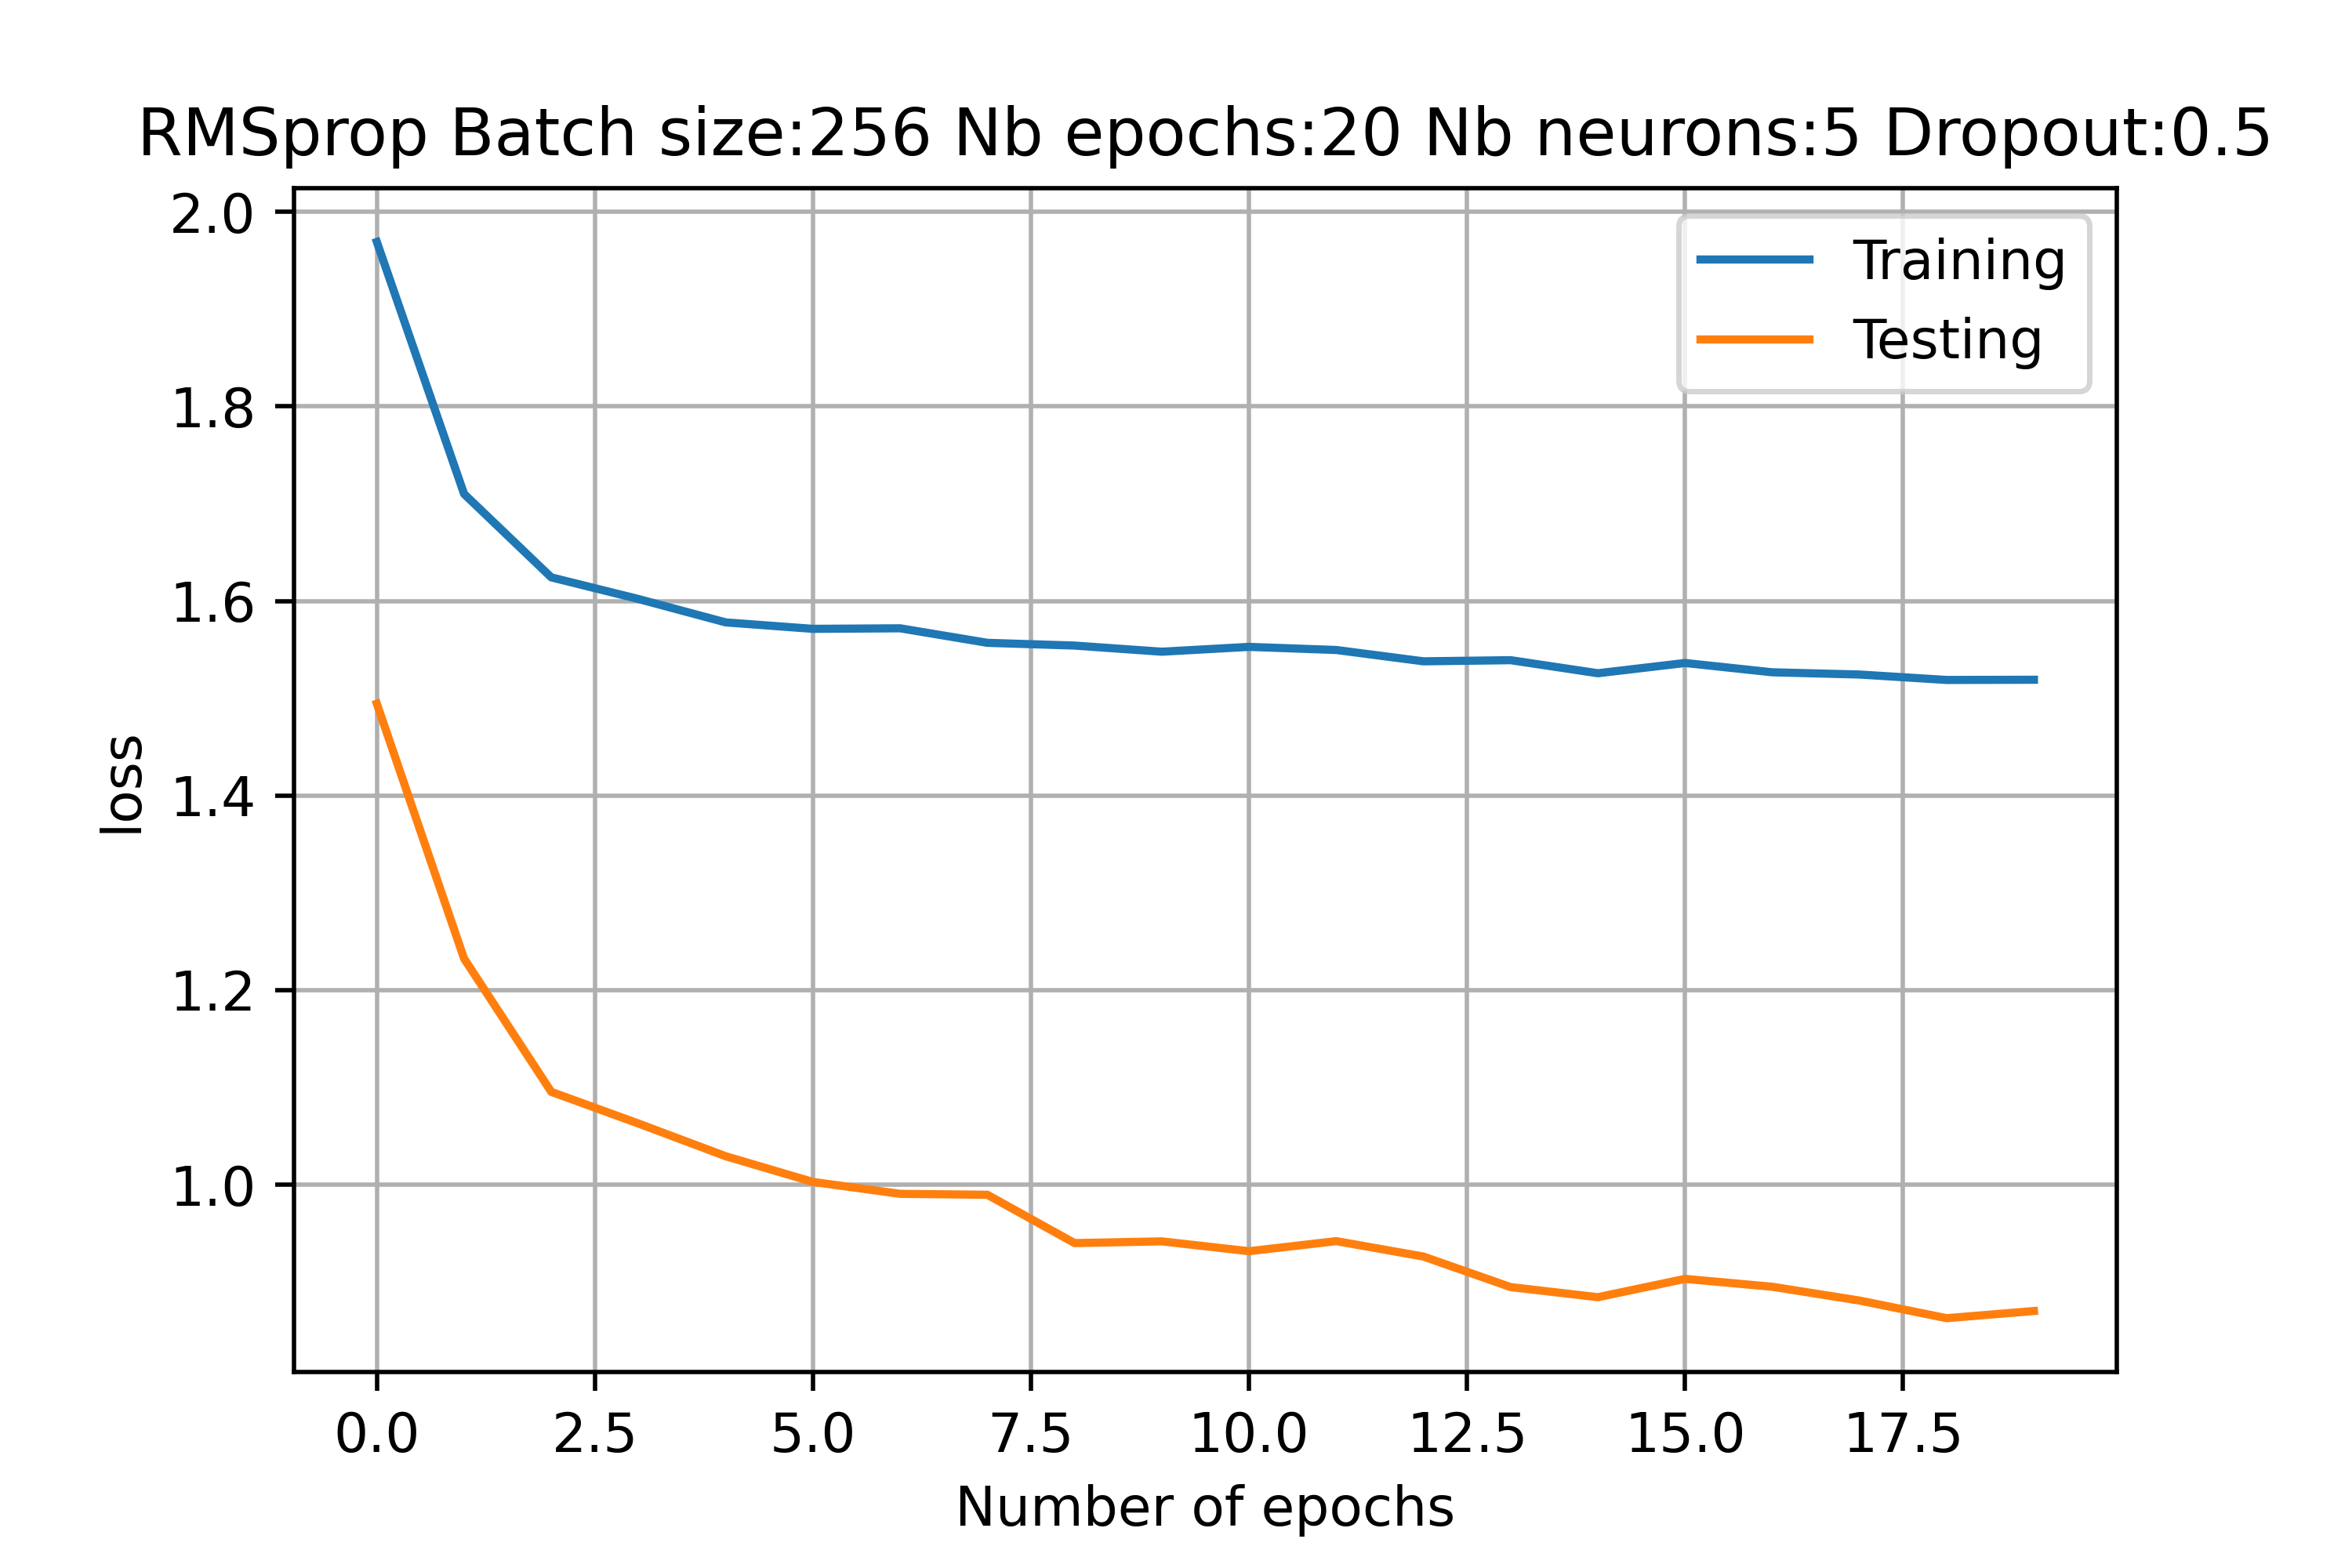 RMSprop Batch size:256 Nb epochs:20 Nb neurons:5 Dropout:0.5
Training
Testing
2.0
1.8
1.6
1.4
1.2
1.0
loss
0.0 2.5 5.0 7.5 10.0 12.5 15.0 17.5
Number of epochs